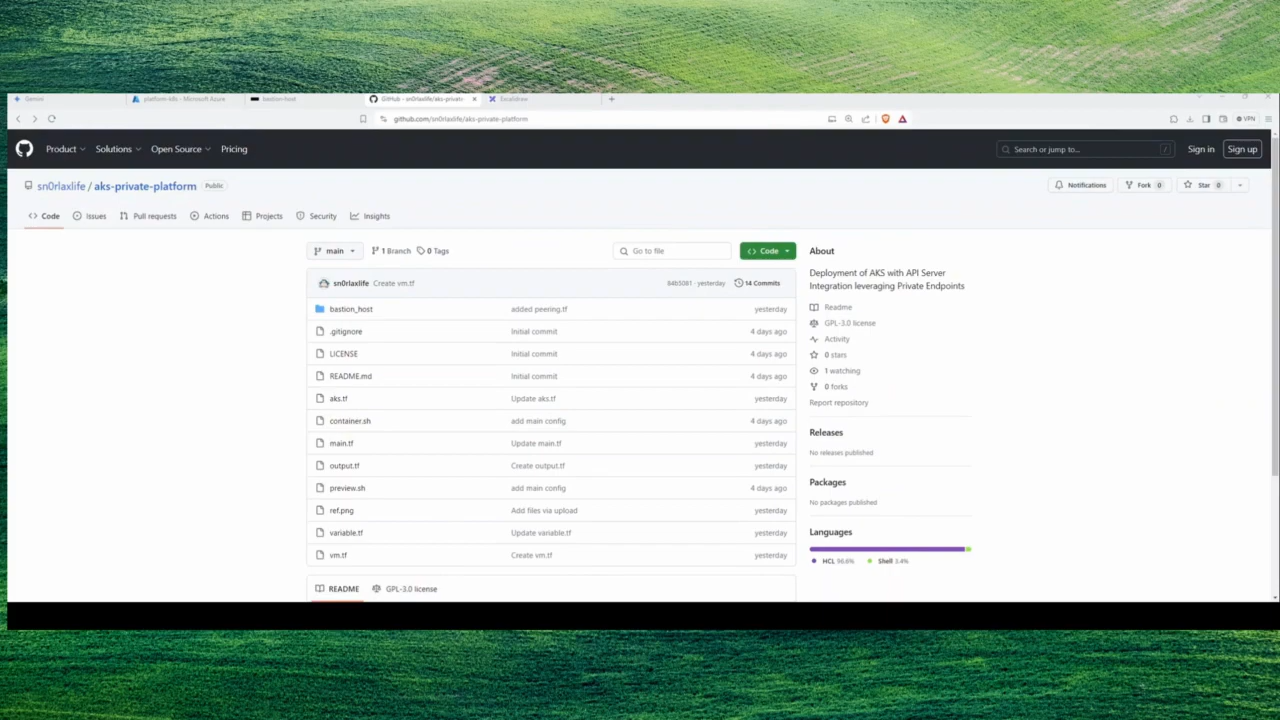 Gemini
platform-k8s - Microsoft Azure
bastion-host
GitHub - sn0rlaxlife/aks-private
Excalidraw
github.com/sn0rlaxlife/aks-private-platform
VPN
Product
Solutions
Open Source
Pricing
Search or jump to...
/
Sign in
Sign up
sn0rlaxlife / aks-private-platform
Public
Notifications
Fork 0
Star 0
Code
Issues
Pull requests
Actions
Projects
Security
Insights
main
1 Branch
0 Tags
Go to file
Code
sn0rlaxlife Create vm.tf
84b5081 · yesterday
14 Commits
bastion_host added peering.tf yesterday
.gitignore Initial commit 4 days ago
LICENSE Initial commit 4 days ago
README.md Initial commit 4 days ago
aks.tf Update aks.tf yesterday
container.sh add main config 4 days ago
main.tf Update main.tf yesterday
output.tf Create output.tf yesterday
preview.sh add main config 4 days ago
ref.png Add files via upload yesterday
variable.tf Update variable.tf yesterday
vm.tf Create vm.tf yesterday
README
GPL-3.0 license
About
Deployment of AKS with API Server
Integration leveraging Private Endpoints
Readme
GPL-3.0 license
Activity
0 stars
1 watching
0 forks
Report repository
Releases
No releases published
Packages
No packages published
Languages
HCL 96.6%
Shell 3.4%